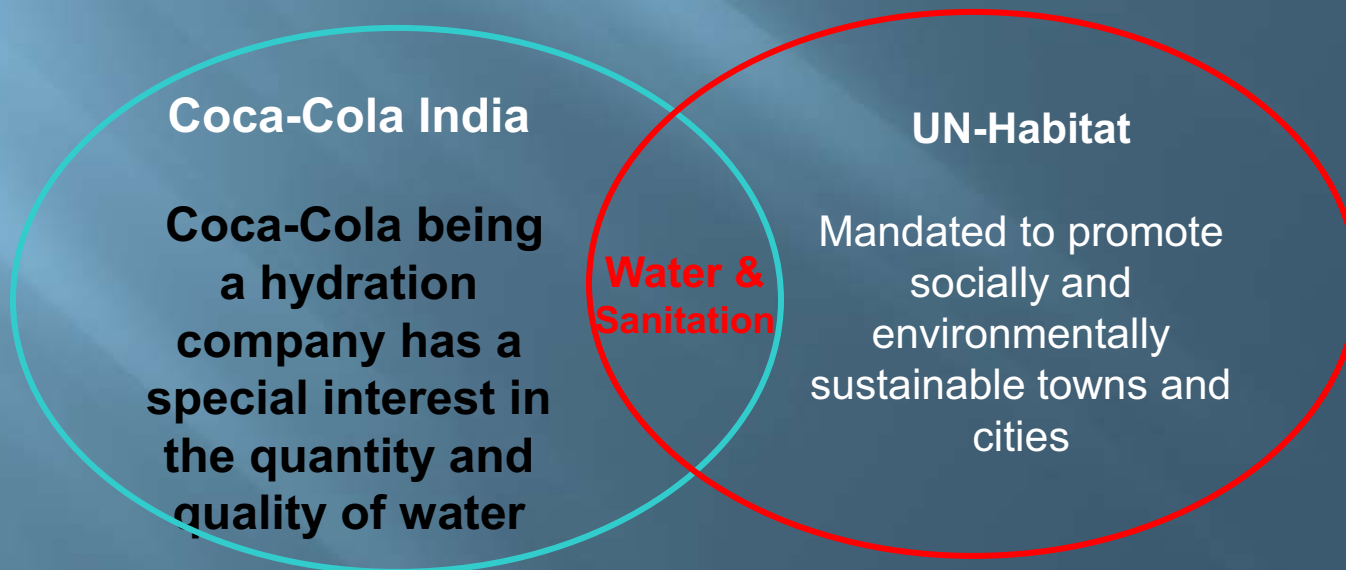 Coca-Cola India
Coca-Cola being
a hydration
company has a
special interest in
the quantity and
quality of water
Water &
Sanitation
UN-Habitat
Mandated to promote
socially and
environmentally
sustainable towns and
cities